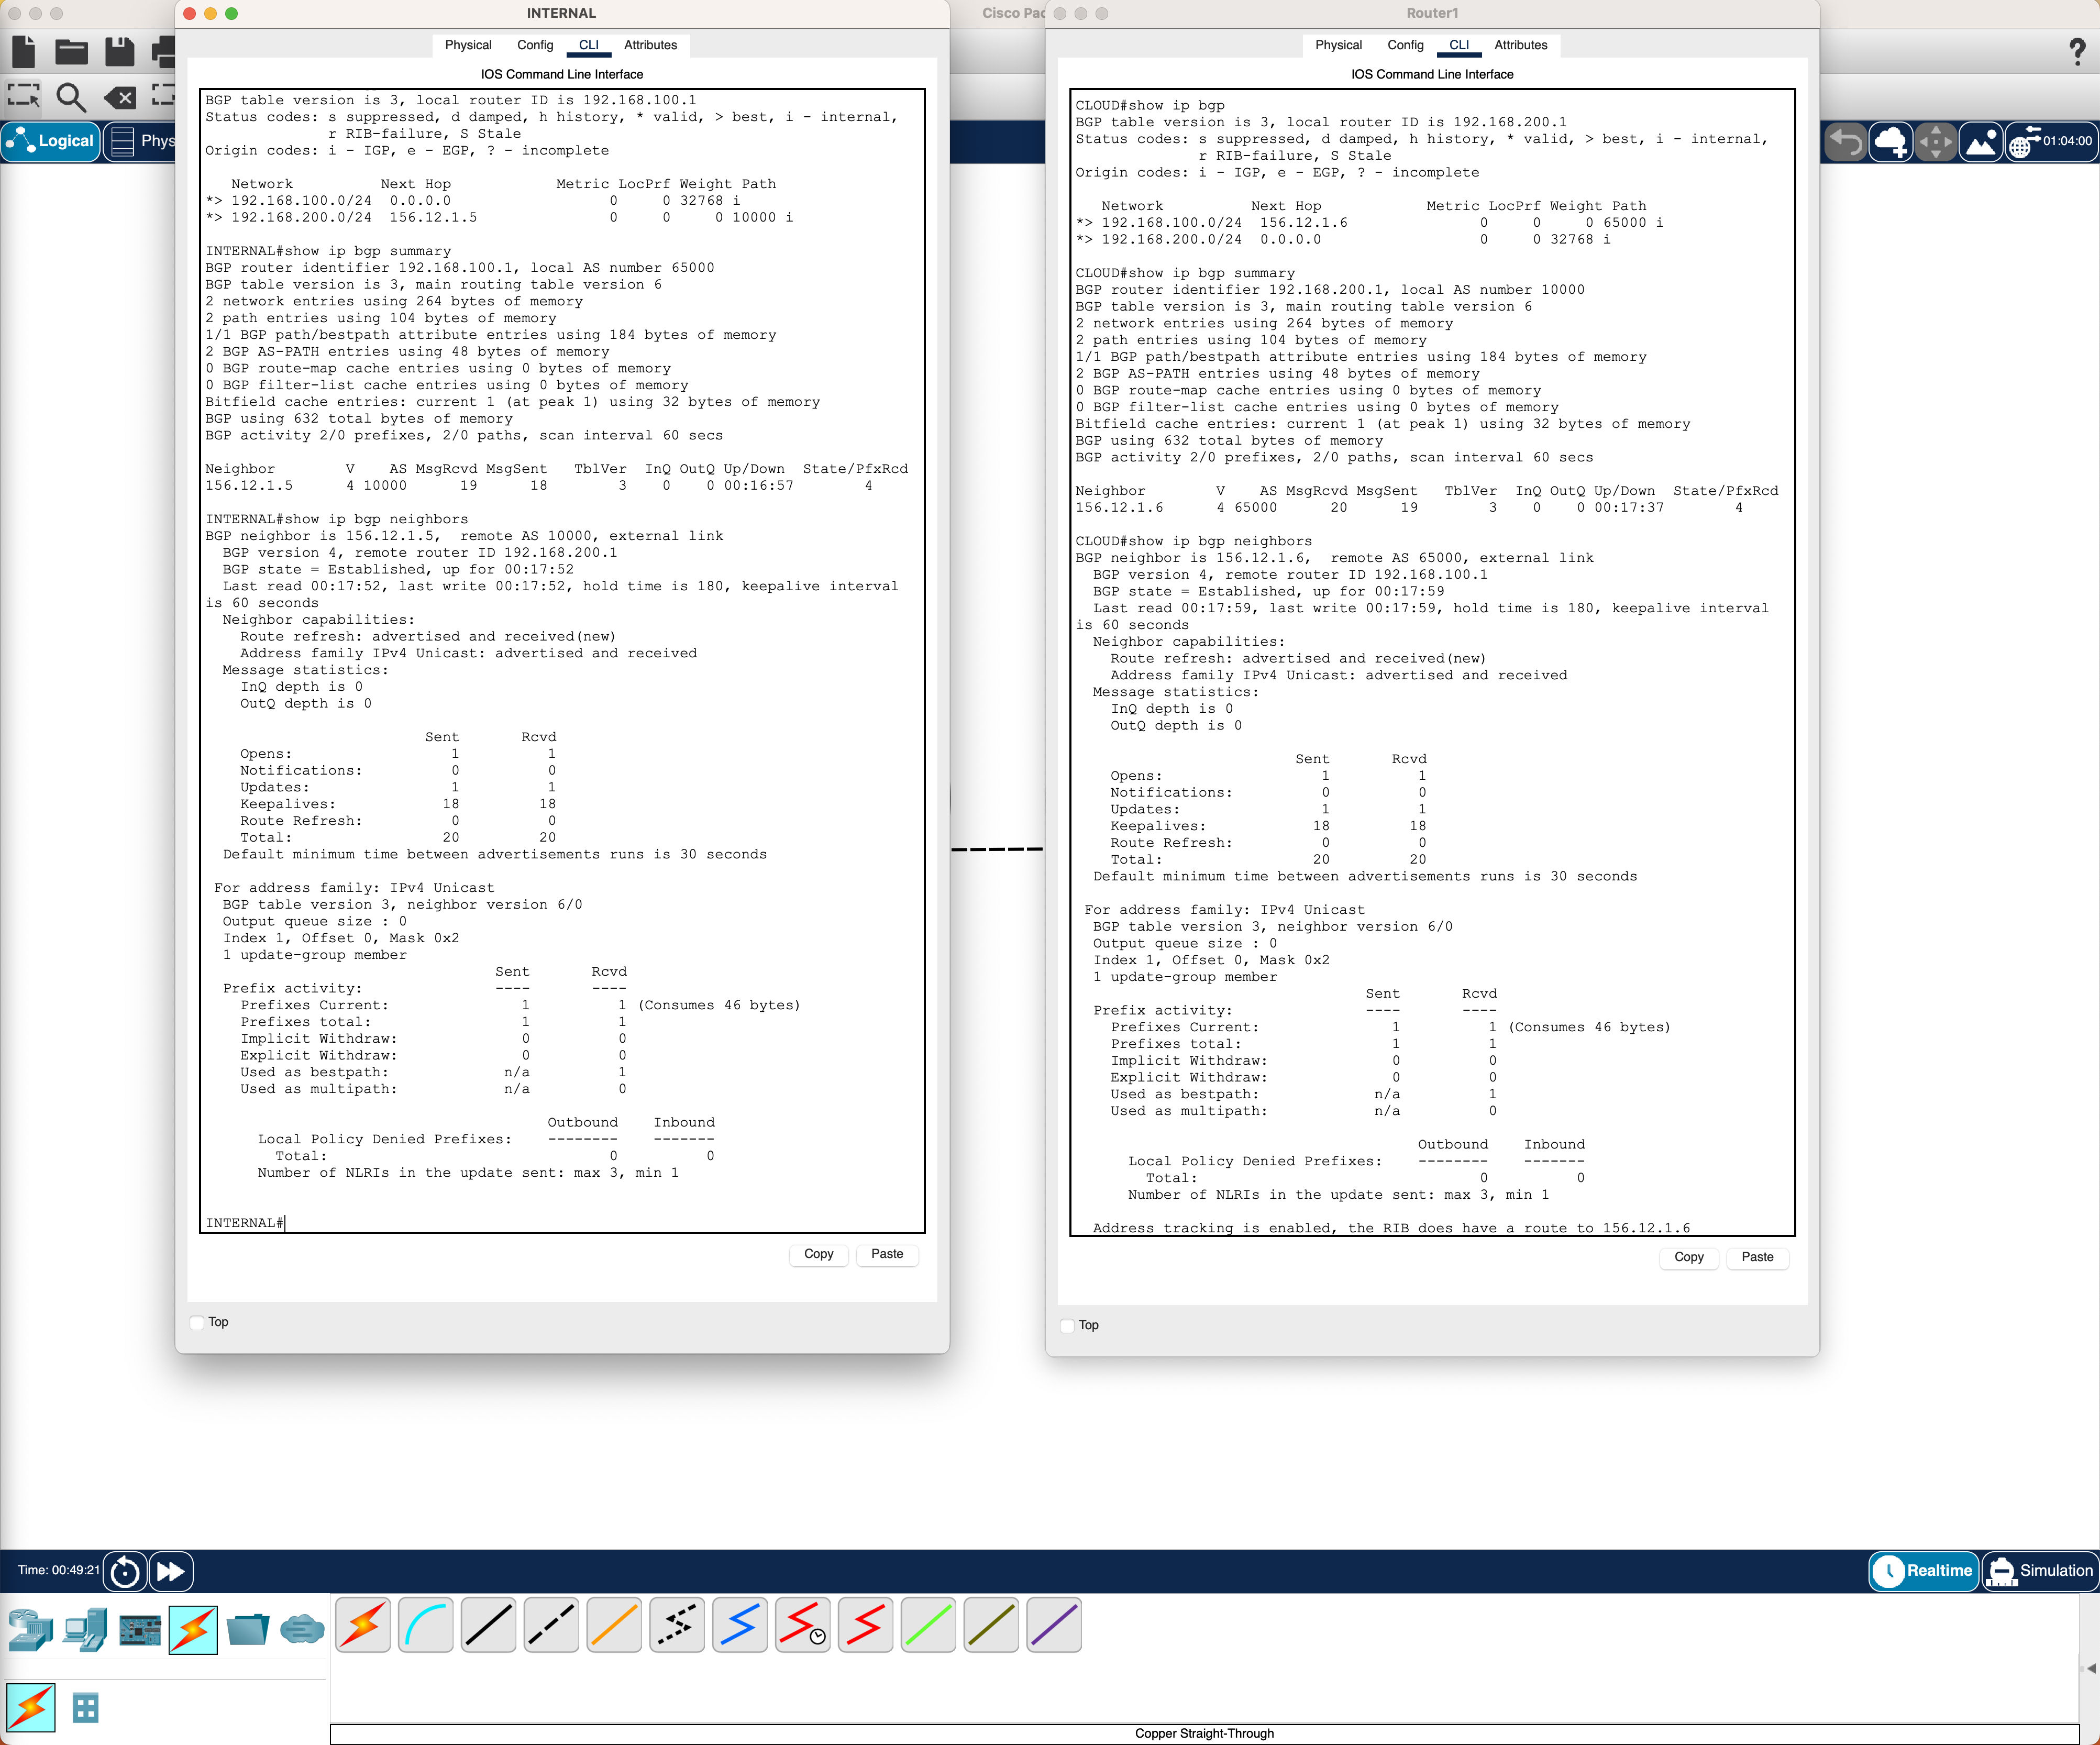 INTERNAL
Cisco Pac
Router1
Physical Config CLI Attributes
Physical Config CLI Attributes
IOS Command Line Interface
IOS Command Line Interface
Logical
Phys
01:04:00
BGP table version is 3, local router ID is 192.168.100.1
Status codes: s suppressed, d damped, h history, * valid, > best, i - internal,
r RIB-failure, S Stale
Origin codes: i - IGP, e - EGP, ? - incomplete
Network Next Hop Metric LocPrf Weight Path
*> 192.168.100.0/24 0.0.0.0 0 0 32768 i
*> 192.168.200.0/24 156.12.1.5 0 0 0 10000 i
INTERNAL#show ip bgp summary
BGP router identifier 192.168.100.1, local AS number 65000
BGP table version is 3, main routing table version 6
2 network entries using 264 bytes of memory
2 path entries using 104 bytes of memory
1/1 BGP path/bestpath attribute entries using 184 bytes of memory
2 BGP AS-PATH entries using 48 bytes of memory
0 BGP route-map cache entries using 0 bytes of memory
0 BGP filter-list cache entries using 0 bytes of memory
Bitfield cache entries: current 1 (at peak 1) using 32 bytes of memory
BGP using 632 total bytes of memory
BGP activity 2/0 prefixes, 2/0 paths, scan interval 60 secs
Neighbor V AS MsgRcvd MsgSent TblVer InQ OutQ Up/Down State/PfxRcd
156.12.1.5 4 10000 19 18 3 0 0 00:16:57 4
INTERNAL#show ip bgp neighbors
BGP neighbor is 156.12.1.5, remote AS 10000, external link
BGP version 4, remote router ID 192.168.200.1
BGP state = Established, up for 00:17:52
Last read 00:17:52, last write 00:17:52, hold time is 180, keepalive interval
is 60 seconds
Neighbor capabilities:
Route refresh: advertised and received(new)
Address family IPv4 Unicast: advertised and received
Message statistics:
InQ depth is 0
OutQ depth is 0
Sent Rcvd
Opens: 1 1
Notifications: 0 0
Updates: 1 1
Keepalives: 18 18
Route Refresh: 0 0
Total: 20 20
Default minimum time between advertisements runs is 30 seconds
For address family: IPv4 Unicast
BGP table version 3, neighbor version 6/0
Output queue size : 0
Index 1, Offset 0, Mask 0x2
1 update-group member
Sent Rcvd
Prefix activity: ---- ----
Prefixes Current: 1 1 (Consumes 46 bytes)
Prefixes total: 1 1
Implicit Withdraw: 0 0
Explicit Withdraw: 0 0
Used as bestpath: n/a 1
Used as multipath: n/a 0
Outbound Inbound
Local Policy Denied Prefixes: -------- -------
Total: 0 0
Number of NLRIs in the update sent: max 3, min 1
INTERNAL#
Copy Paste
Top
CLOUD#show ip bgp
BGP table version is 3, local router ID is 192.168.200.1
Status codes: s suppressed, d damped, h history, * valid, > best, i - internal,
r RIB-failure, S Stale
Origin codes: i - IGP, e - EGP, ? - incomplete
Network Next Hop Metric LocPrf Weight Path
*> 192.168.100.0/24 156.12.1.6 0 0 0 65000 i
*> 192.168.200.0/24 0.0.0.0 0 0 32768 i
CLOUD#show ip bgp summary
BGP router identifier 192.168.200.1, local AS number 10000
BGP table version is 3, main routing table version 6
2 network entries using 264 bytes of memory
2 path entries using 104 bytes of memory
1/1 BGP path/bestpath attribute entries using 184 bytes of memory
2 BGP AS-PATH entries using 48 bytes of memory
0 BGP route-map cache entries using 0 bytes of memory
0 BGP filter-list cache entries using 0 bytes of memory
Bitfield cache entries: current 1 (at peak 1) using 32 bytes of memory
BGP using 632 total bytes of memory
BGP activity 2/0 prefixes, 2/0 paths, scan interval 60 secs
Neighbor V AS MsgRcvd MsgSent TblVer InQ OutQ Up/Down State/PfxRcd
156.12.1.6 4 65000 20 19 3 0 0 00:17:37 4
CLOUD#show ip bgp neighbors
BGP neighbor is 156.12.1.6, remote AS 65000, external link
BGP version 4, remote router ID 192.168.100.1
BGP state = Established, up for 00:17:59
Last read 00:17:59, last write 00:17:59, hold time is 180, keepalive interval
is 60 seconds
Neighbor capabilities:
Route refresh: advertised and received(new)
Address family IPv4 Unicast: advertised and received
Message statistics:
InQ depth is 0
OutQ depth is 0
Sent Rcvd
Opens: 1 1
Notifications: 0 0
Updates: 1 1
Keepalives: 18 18
Route Refresh: 0 0
Total: 20 20
Default minimum time between advertisements runs is 30 seconds
For address family: IPv4 Unicast
BGP table version 3, neighbor version 6/0
Output queue size : 0
Index 1, Offset 0, Mask 0x2
1 update-group member
Sent Rcvd
Prefix activity: ---- ----
Prefixes Current: 1 1 (Consumes 46 bytes)
Prefixes total: 1 1
Implicit Withdraw: 0 0
Explicit Withdraw: 0 0
Used as bestpath: n/a 1
Used as multipath: n/a 0
Outbound Inbound
Local Policy Denied Prefixes: -------- -------
Total: 0 0
Number of NLRIs in the update sent: max 3, min 1
Address tracking is enabled, the RIB does have a route to 156.12.1.6
Copy Paste
Top
Time: 00:49:21
Realtime
Simulation
Copper Straight-Through